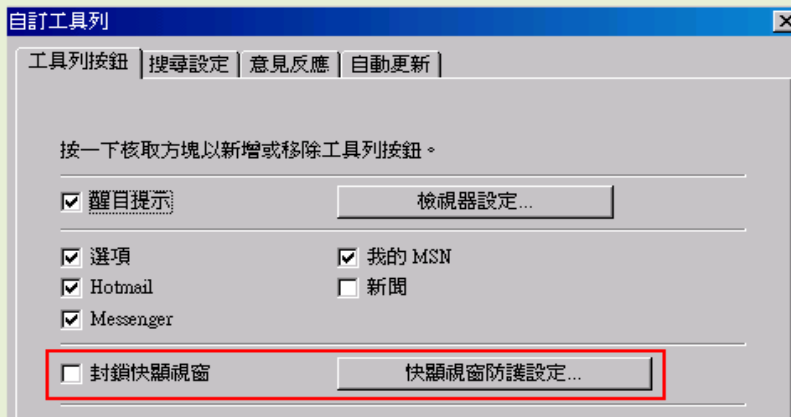 自訂工具列
工具列按鈕 搜尋設定 意見反應 自動更新
按一下核取方塊以新增或移除工具列按鈕。
醒目提示 檢視器設定...
選項 我的 MSN
Hotmail 新聞
Messenger
封鎖快顯視窗 快顯視窗防護設定...